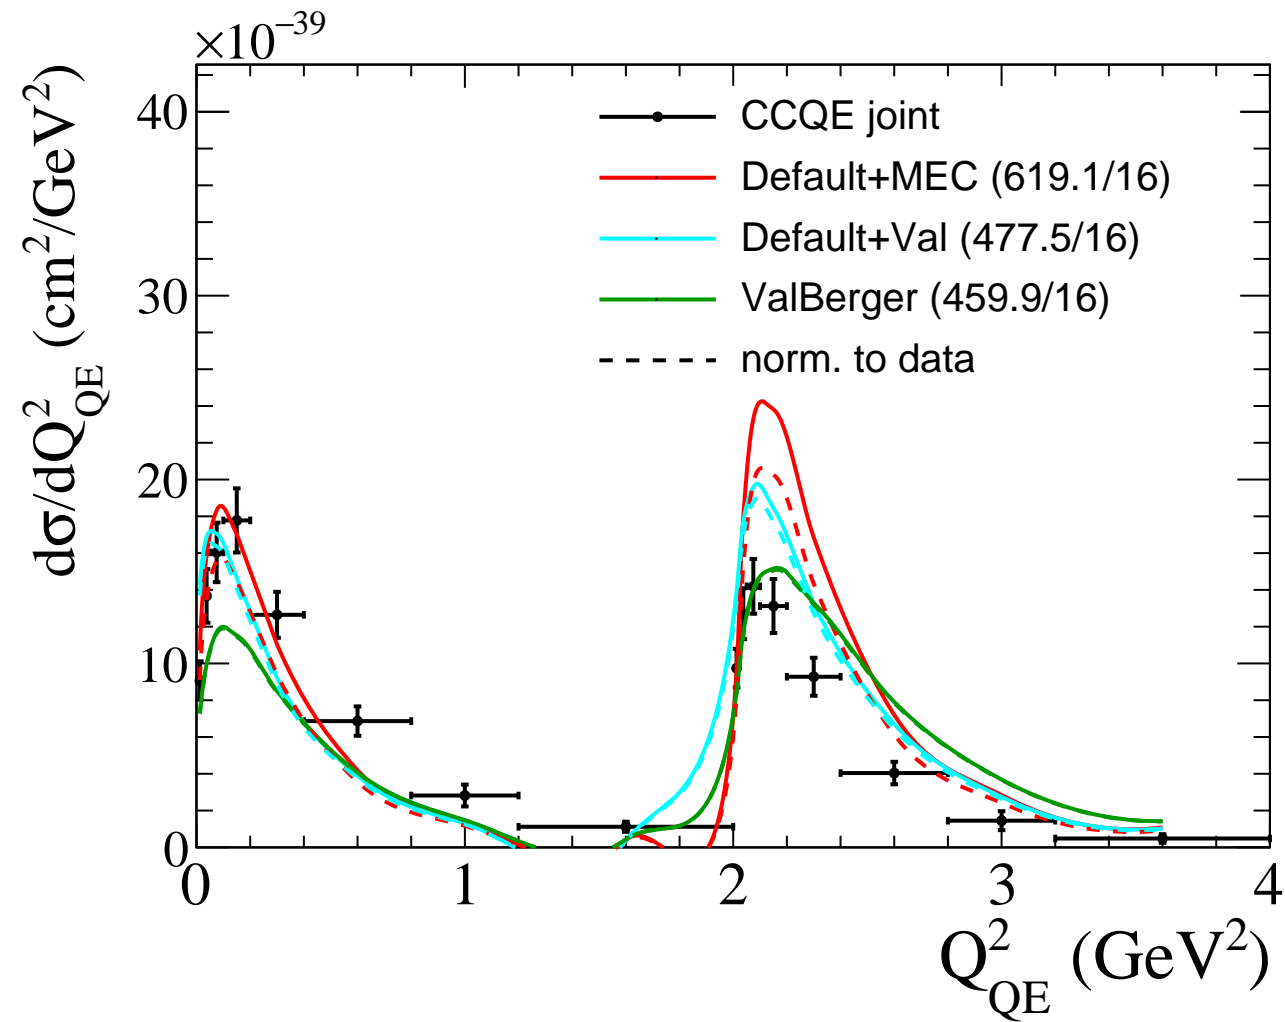 ×10⁻³⁹
dσ/dQ²_QE (cm²/GeV²)
40
30
20
10
0
CCQE joint
Default+MEC (619.1/16)
Default+Val (477.5/16)
ValBerger (459.9/16)
norm. to data
0 1 2 3 4
Q²_QE (GeV²)